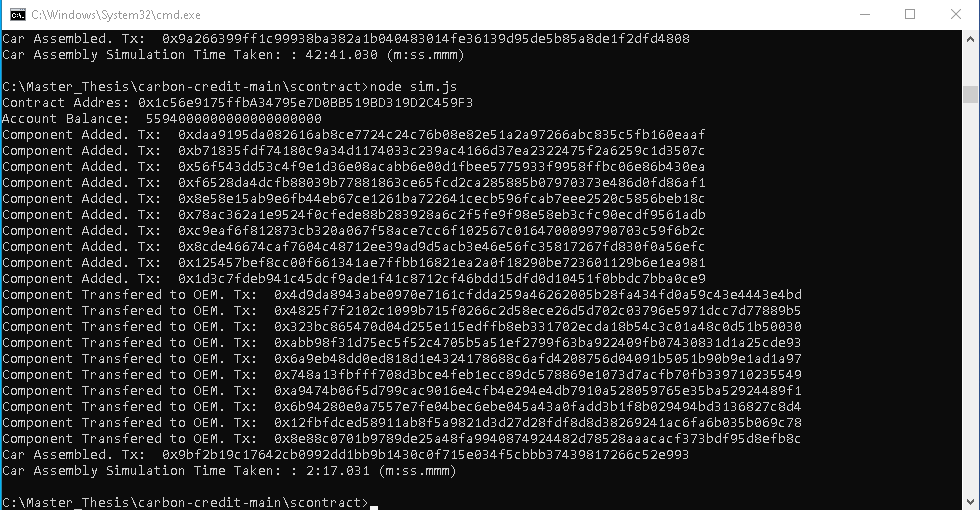 C:\Windows\System32\cmd.exe
Car Assembled. Tx:  0x9a266399ff1c99938ba382a1b040483014fe36139d95de5b85a8de1f2dfd4808
Car Assembly Simulation Time Taken: : 42:41.030 (m:ss.mmm)
C:\Master_Thesis\carbon-credit-main\scontract>node sim.js
Contract Addres: 0x1c56e9175ffbA34795e7D0BB519BD319D2C459F3
Account Balance:  5594000000000000000000
Component Added. Tx:  0xdaa9195da082616ab8ce7724c24c76b08e82e51a2a97266abc835c5fb160eaaf
Component Added. Tx:  0xb71835fdf74180c9a34d1174033c239ac4166d37ea2322475f2a6259c1d3507c
Component Added. Tx:  0x56f543dd53c4f9e1d36e08acabb6e00d1fbee5775933f9958ffbc06e86b430ea
Component Added. Tx:  0xf6528da4dcfb88039b77881863ce65fcd2ca285885b07970373e486d0fd86af1
Component Added. Tx:  0x8e58e15ab9e6fb44eb67ce1261ba722641cecb596fcab7eee2520c5856beb18c
Component Added. Tx:  0x78ac362a1e9524f0cfede88b283928a6c2f5fe9f98e58eb3cfc90ecdf9561adb
Component Added. Tx:  0xc9eaf6f812873cb320a067f58ace7cc6f102567c0164700099790703c59f6b2c
Component Added. Tx:  0x8cde46674caf7604c48712ee39ad9d5acb3e46e56fc35817267fd830f0a56efc
Component Added. Tx:  0x125457bef8cc00f661341ae7ffbb16821ea2a0f18290be723601129b6e1ea981
Component Added. Tx:  0x1d3c7fdeb941c45dcf9ade1f41c8712cf46bdd15dfd0d10451f0bbdc7bba0ce9
Component Transfered to OEM. Tx:  0x4d9da8943abe0970e7161cfdda259a46262005b28fa434fd0a59c43e4443e4bd
Component Transfered to OEM. Tx:  0x4825f7f2102c1099b715f0266c2d58ece26d5d702c03796e5971dcc7d77889b5
Component Transfered to OEM. Tx:  0x323bc865470d04d255e115edffb8eb331702ecda18b54c3c01a48c0d51b50030
Component Transfered to OEM. Tx:  0xabb98f31d75ec5f52c4705b5a51ef2799f63ba922409fb07430831d1a25cde93
Component Transfered to OEM. Tx:  0x6a9eb48dd0ed818d1e4324178688c6afd4208756d04091b5051b90b9e1ad1a97
Component Transfered to OEM. Tx:  0x748a13fbfff708d3bce4feb1ecc89dc578869e1073d7acfb70fb339710235549
Component Transfered to OEM. Tx:  0xa9474b06f5d799cac9016e4cfb4e294e4db7910a528059765e35ba52924489f1
Component Transfered to OEM. Tx:  0x6b94280e0a7557e7fe04bec6ebe045a43a0fadd3b1f8b029494bd3136827c8d4
Component Transfered to OEM. Tx:  0x12fbfdced58911ab8f5a9821d3d27d28fdf8d8d38269241ac6fa6b035b069c78
Component Transfered to OEM. Tx:  0x8e88c0701b9789de25a48fa9940874924482d78528aaacacf373bdf95d8efb8c
Car Assembled. Tx:  0x9bf2b19c17642cb0992dd1bb9b1430c0f715e034f5cbbb37439817266c52e993
Car Assembly Simulation Time Taken: : 2:17.031 (m:ss.mmm)
C:\Master_Thesis\carbon-credit-main\scontract>